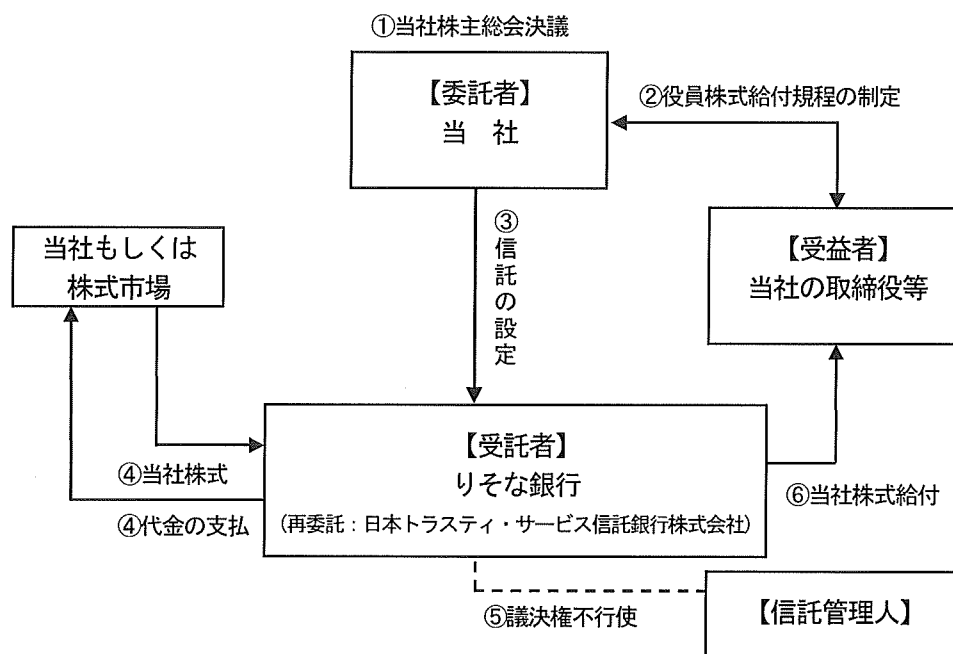 ①当社株主総会決議
【委託者】
当　社
②役員株式給付規程の制定
③信託の設定
当社もしくは
株式市場
【受益者】
当社の取締役等
【受託者】
りそな銀行
（再委託：日本トラスティ・サービス信託銀行株式会社）
④当社株式
④代金の支払
⑥当社株式給付
⑤議決権不行使
【信託管理人】